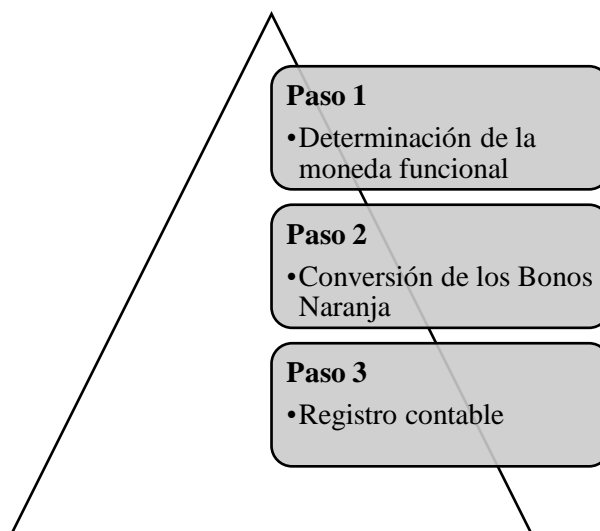 Paso 1
•Determinación de la
moneda funcional
Paso 2
•Conversión de los Bonos
Naranja
Paso 3
•Registro contable